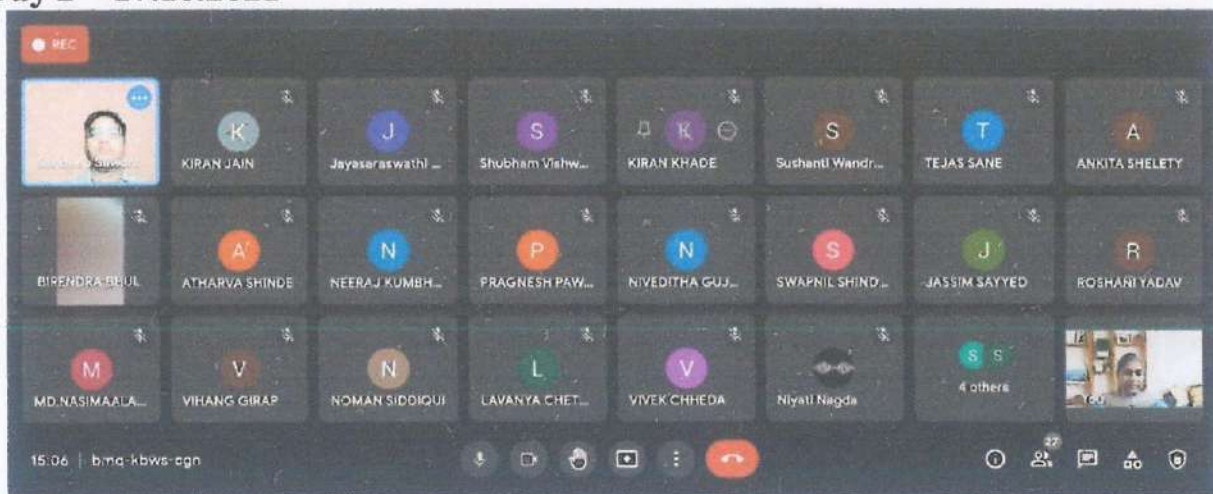 REC
K J S K S T A
KIRAN JAIN Jayasaraswathi ... Shubham Vishw... KIRAN KHADE Sushant Wandr... TEJAS SANE ANKITA SHELETY
A N P N S J R
BIRENDRA BHUL ATHARVA SHINDE NEERAJ KUMBH... PRAGNESH PAW... NIVEDITHA GUJ... SWAPNIL SHIND... JASSIM SAYYED ROSHANI YADAV
M V N L V S S
MD.NASIMAALA... VIHANG GIRAP NOMAN SIDDIQUI LAVANYA CHET... VIVEK CHHEDA Niyati Nagda 4 others
27
15:06 | bmq-kbws-cgn